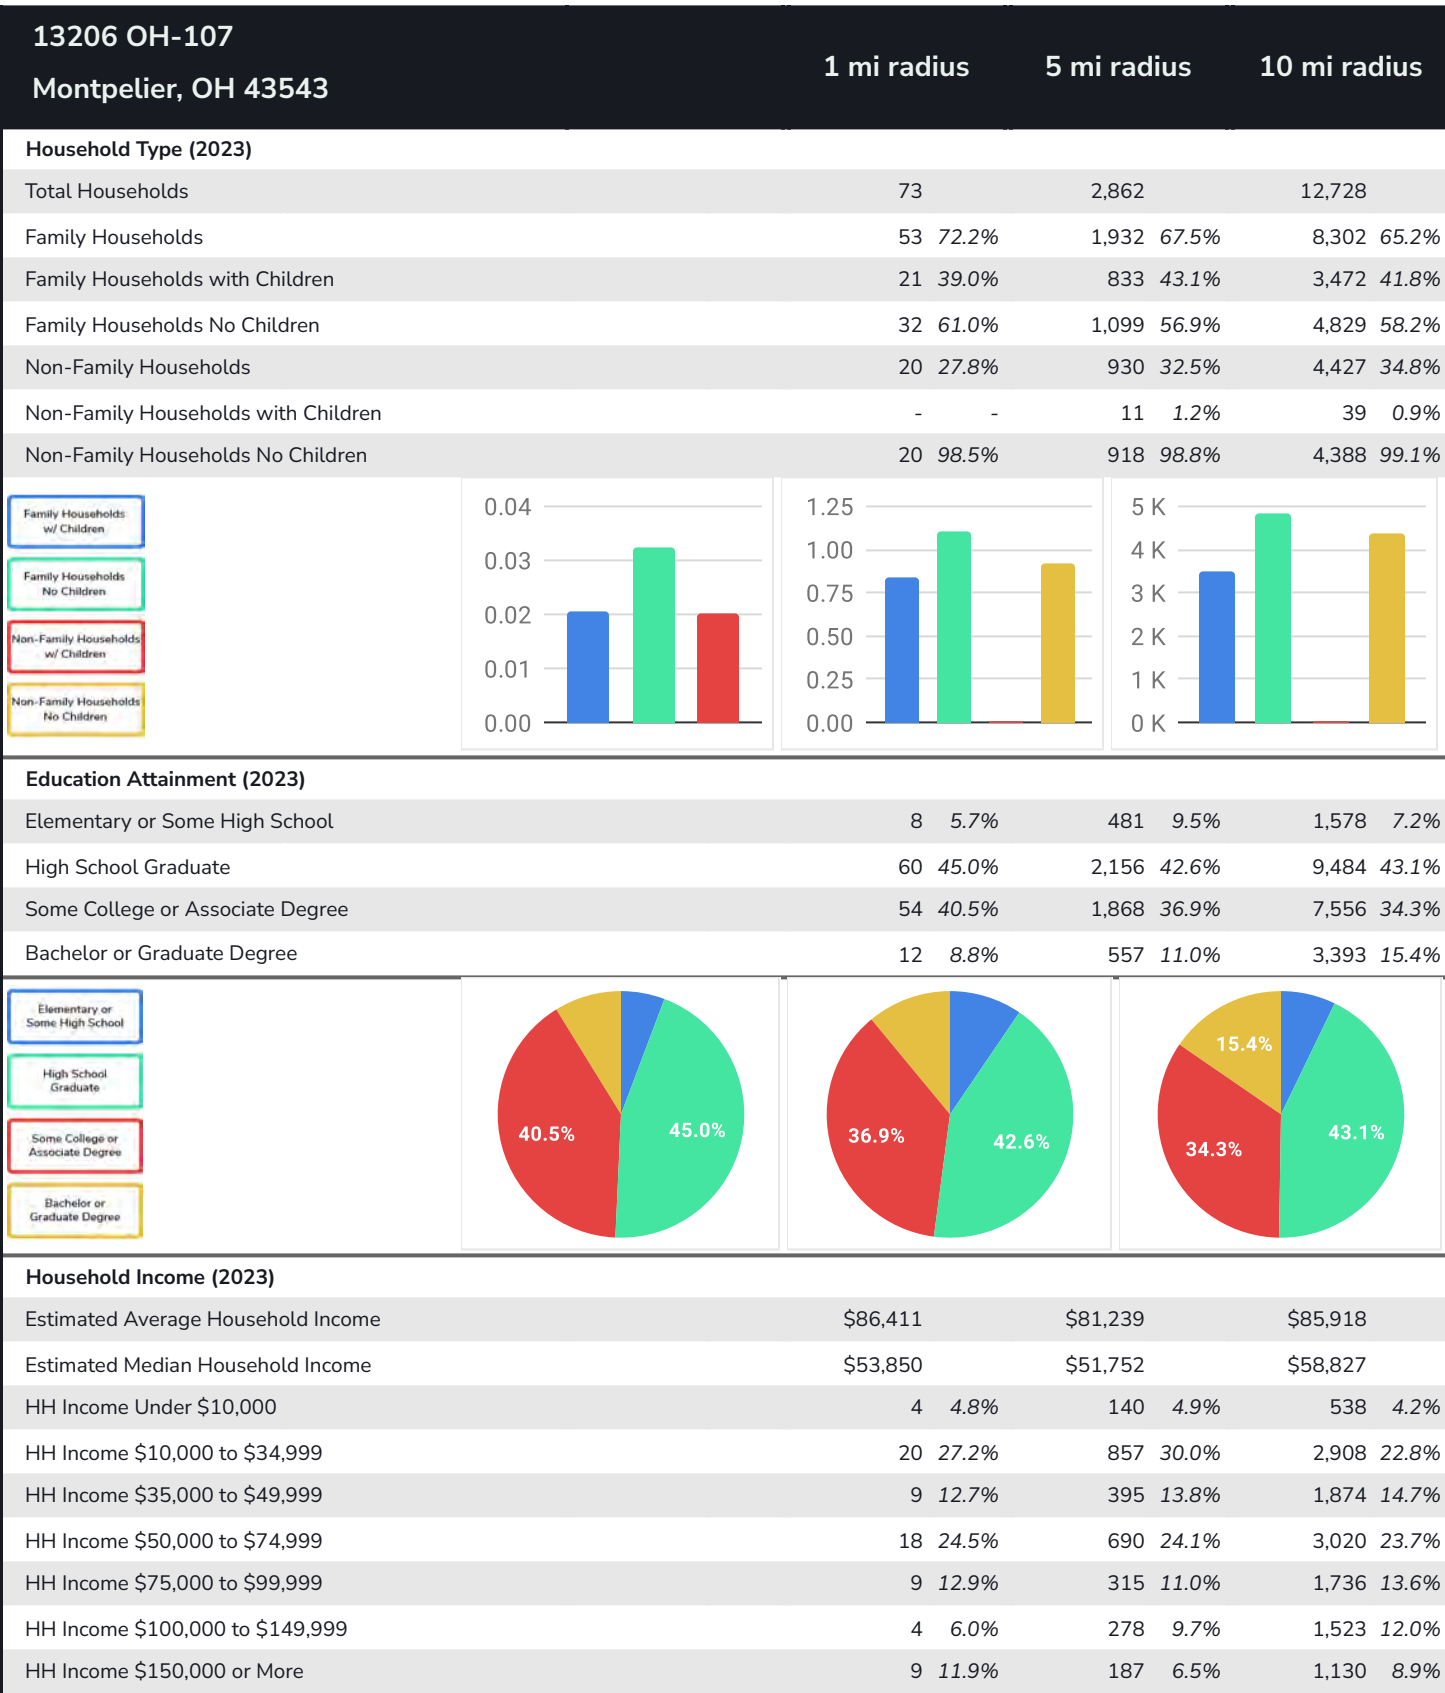 13206 OH-107
Montpelier, OH 43543
1 mi radius 5 mi radius 10 mi radius
Household Type (2023)
Total Households 73 2,862 12,728
Family Households 53 72.2% 1,932 67.5% 8,302 65.2%
Family Households with Children 21 39.0% 833 43.1% 3,472 41.8%
Family Households No Children 32 61.0% 1,099 56.9% 4,829 58.2%
Non-Family Households 20 27.8% 930 32.5% 4,427 34.8%
Non-Family Households with Children - - 11 1.2% 39 0.9%
Non-Family Households No Children 20 98.5% 918 98.8% 4,388 99.1%
Family Households
w/ Children
Family Households
No Children
Non-Family Households
w/ Children
Non-Family Households
No Children
0.04
0.03
0.02
0.01
0.00
1.25
1.00
0.75
0.50
0.25
0.00
5 K
4 K
3 K
2 K
1 K
0 K
Education Attainment (2023)
Elementary or Some High School 8 5.7% 481 9.5% 1,578 7.2%
High School Graduate 60 45.0% 2,156 42.6% 9,484 43.1%
Some College or Associate Degree 54 40.5% 1,868 36.9% 7,556 34.3%
Bachelor or Graduate Degree 12 8.8% 557 11.0% 3,393 15.4%
Elementary or
Some High School
High School
Graduate
Some College or
Associate Degree
Bachelor or
Graduate Degree
40.5% 45.0%
36.9% 42.6%
15.4%
34.3% 43.1%
Household Income (2023)
Estimated Average Household Income $86,411 $81,239 $85,918
Estimated Median Household Income $53,850 $51,752 $58,827
HH Income Under $10,000 4 4.8% 140 4.9% 538 4.2%
HH Income $10,000 to $34,999 20 27.2% 857 30.0% 2,908 22.8%
HH Income $35,000 to $49,999 9 12.7% 395 13.8% 1,874 14.7%
HH Income $50,000 to $74,999 18 24.5% 690 24.1% 3,020 23.7%
HH Income $75,000 to $99,999 9 12.9% 315 11.0% 1,736 13.6%
HH Income $100,000 to $149,999 4 6.0% 278 9.7% 1,523 12.0%
HH Income $150,000 or More 9 11.9% 187 6.5% 1,130 8.9%